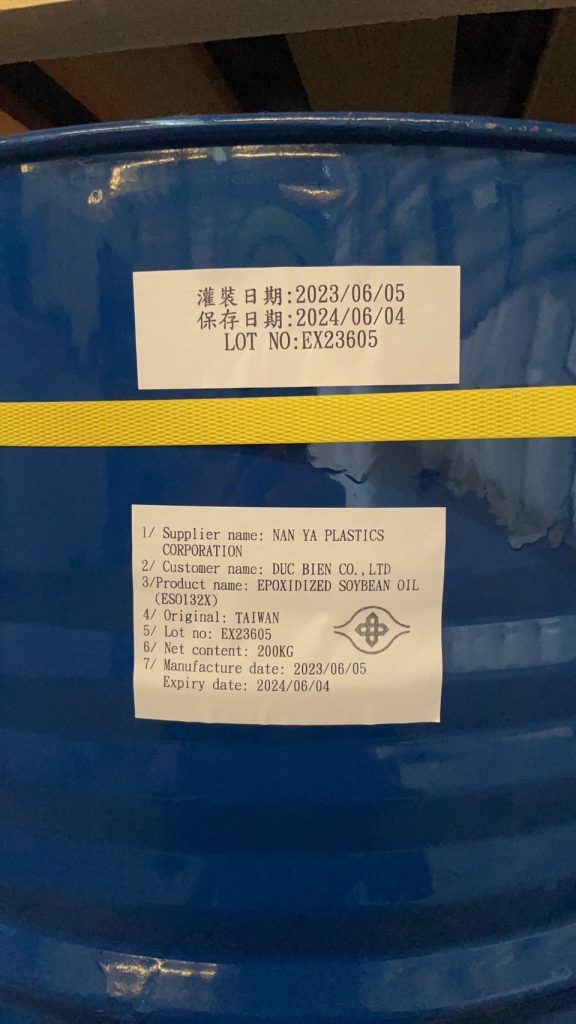 灌裝日期:2023/06/05
保存日期:2024/06/04
LOT NO:EX23605
1/ Supplier name: NAN YA PLASTICS
CORPORATION
2/ Customer name: DUC BIEN CO.,LTD
3/Product name: EPOXIDIZED SOYBEAN OIL
(ESO132X)
4/ Original: TAIWAN
5/ Lot no: EX23605
6/ Net content: 200KG
7/ Manufacture date: 2023/06/05
Expiry date: 2024/06/04